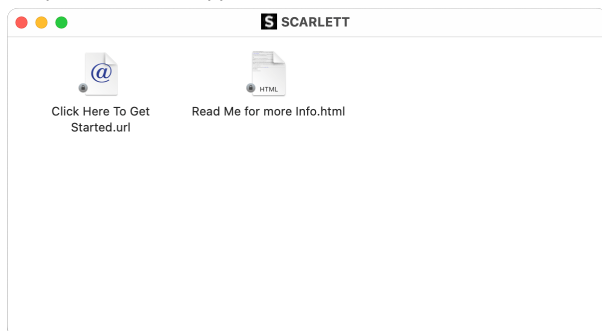 S SCARLETT
@
HTML
Click Here To Get
Started.url
Read Me for more Info.html